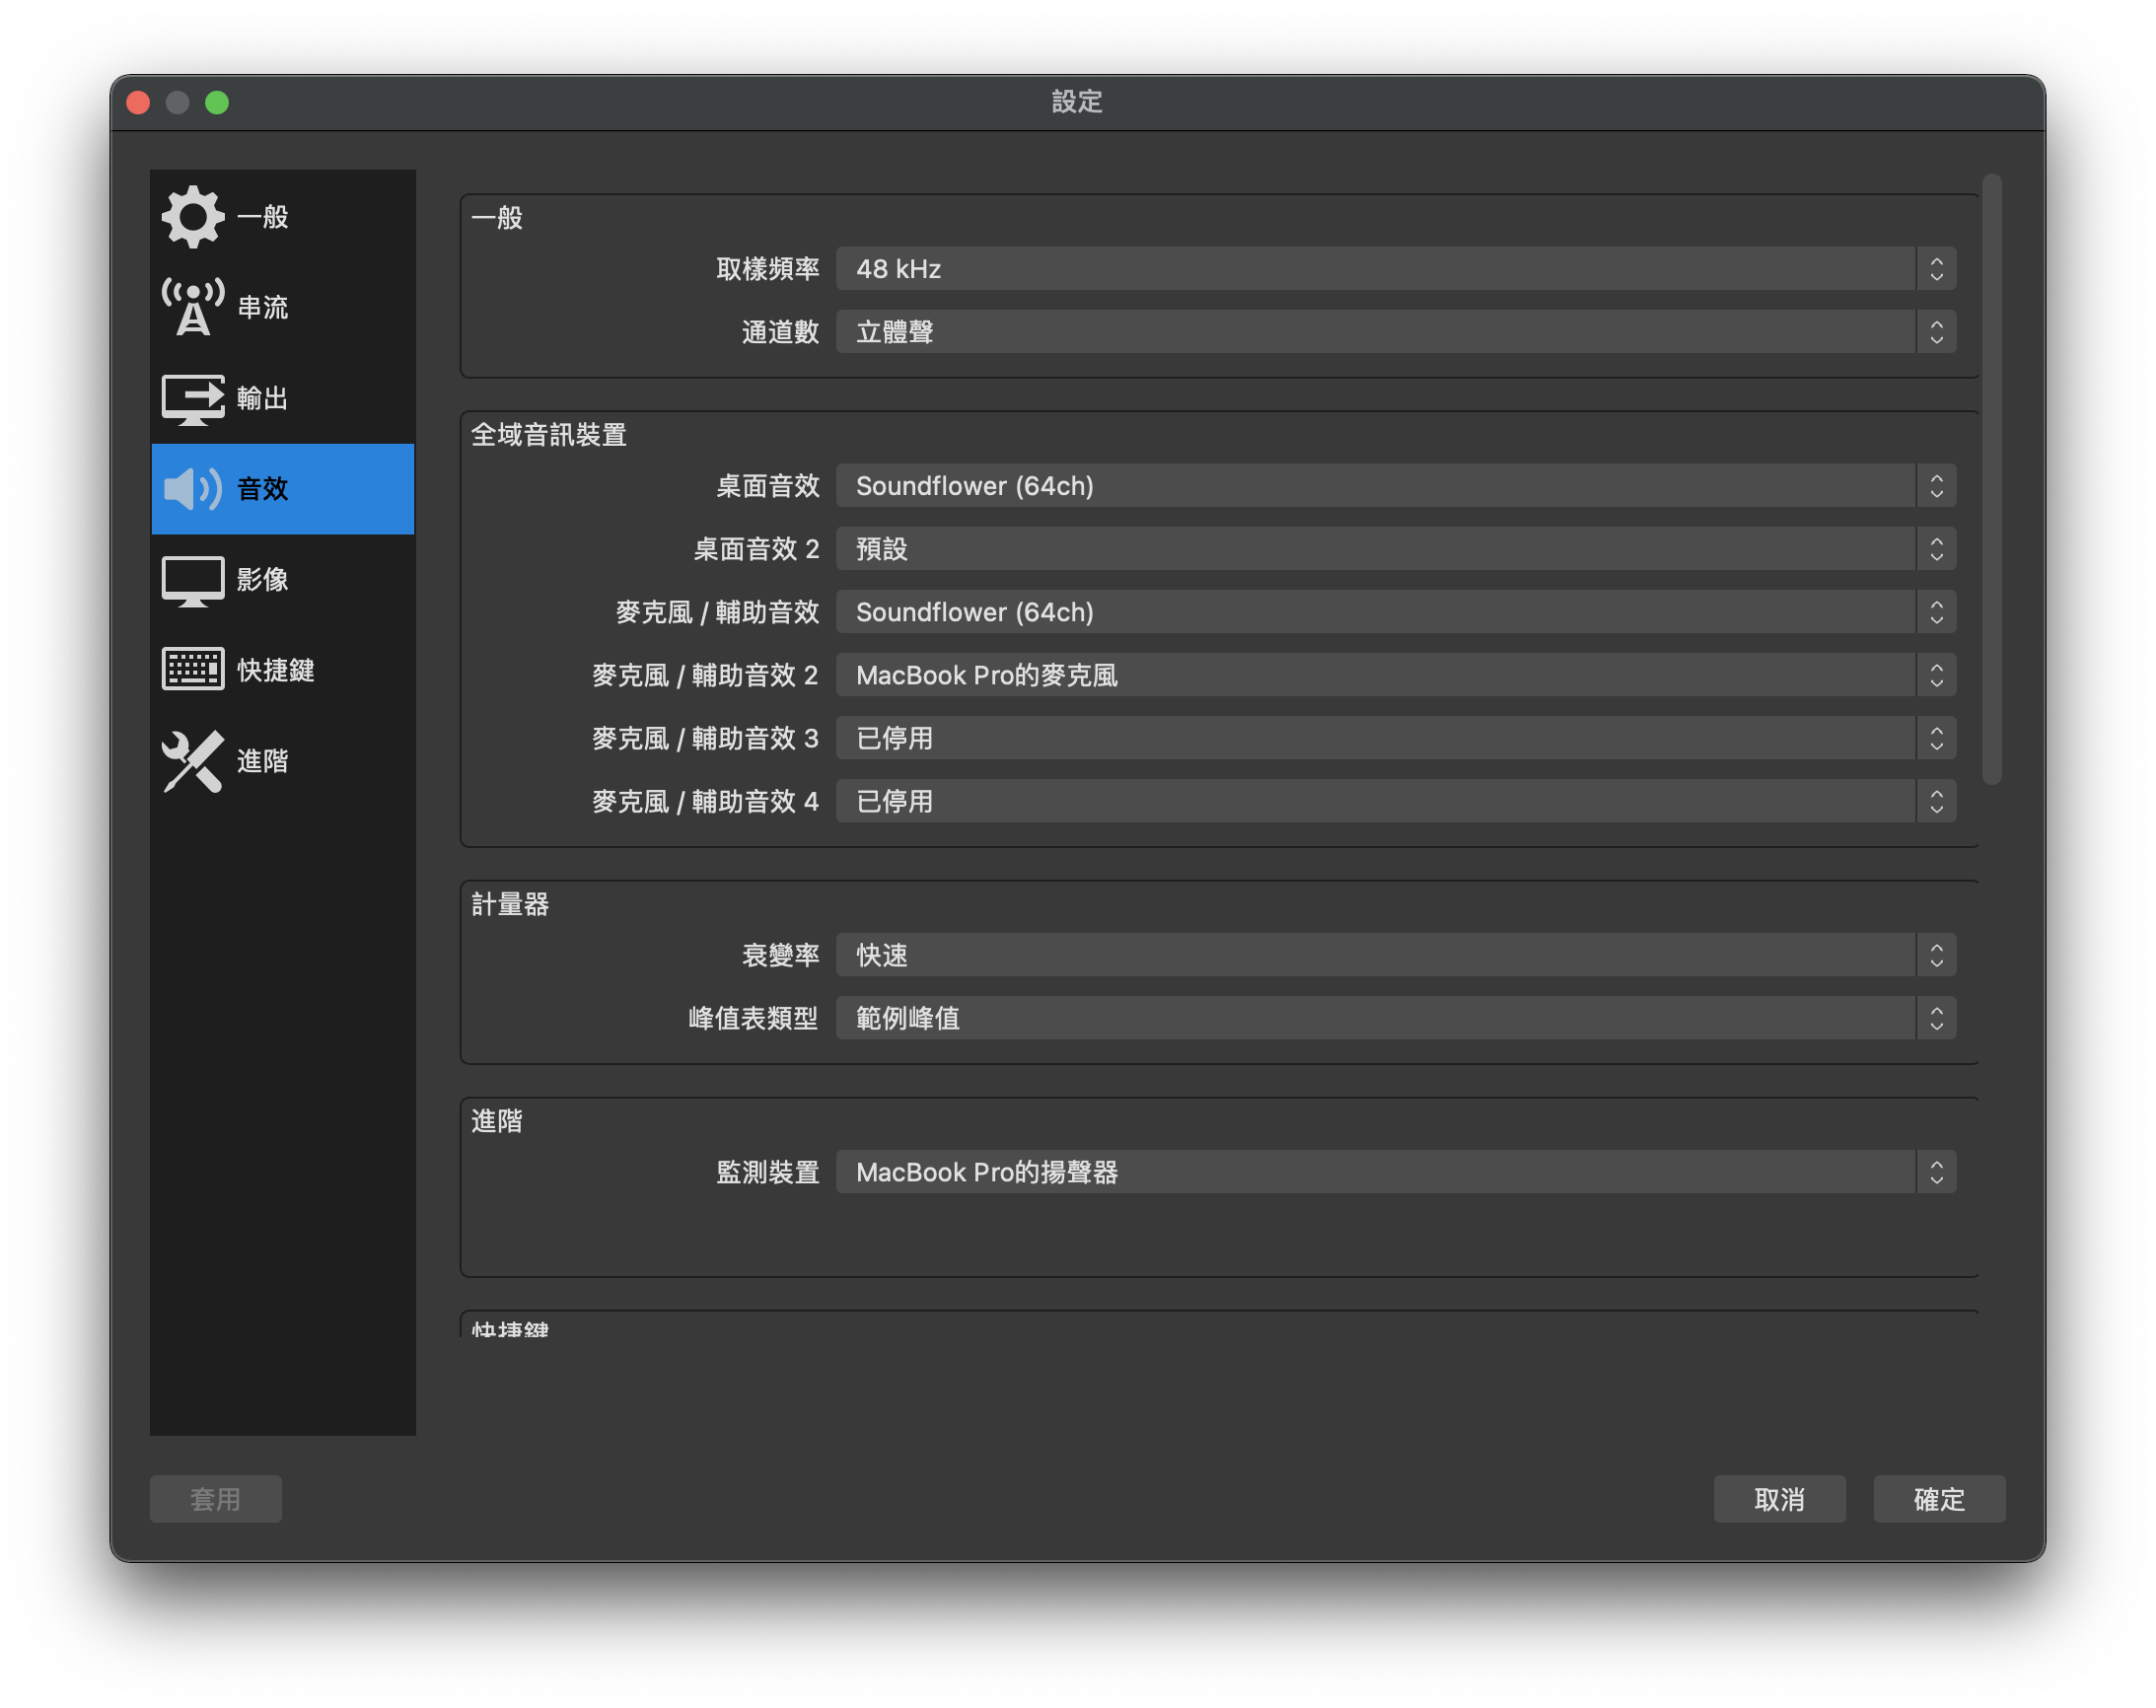 設定
一般
串流
輸出
音效
影像
快捷鍵
進階
一般
取樣頻率 48 kHz
通道數 立體聲
全域音訊裝置
桌面音效 Soundflower (64ch)
桌面音效 2 預設
麥克風 / 輔助音效 Soundflower (64ch)
麥克風 / 輔助音效 2 MacBook Pro的麥克風
麥克風 / 輔助音效 3 已停用
麥克風 / 輔助音效 4 已停用
計量器
衰變率 快速
峰值表類型 範例峰值
進階
監測裝置 MacBook Pro的揚聲器
快捷鍵
套用 取消 確定